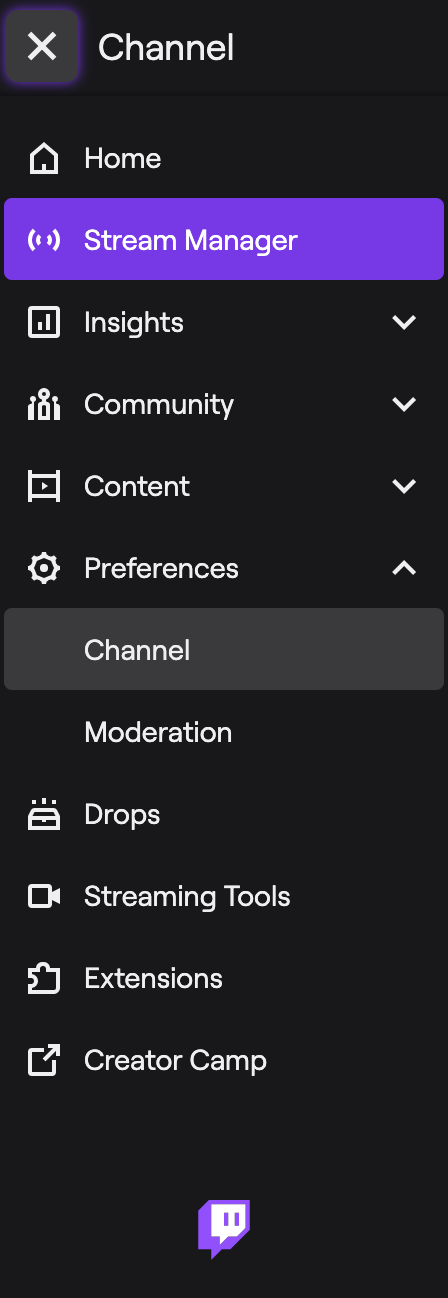 Channel
Home
Stream Manager
Insights
Community
Content
Preferences
Channel
Moderation
Drops
Streaming Tools
Extensions
Creator Camp